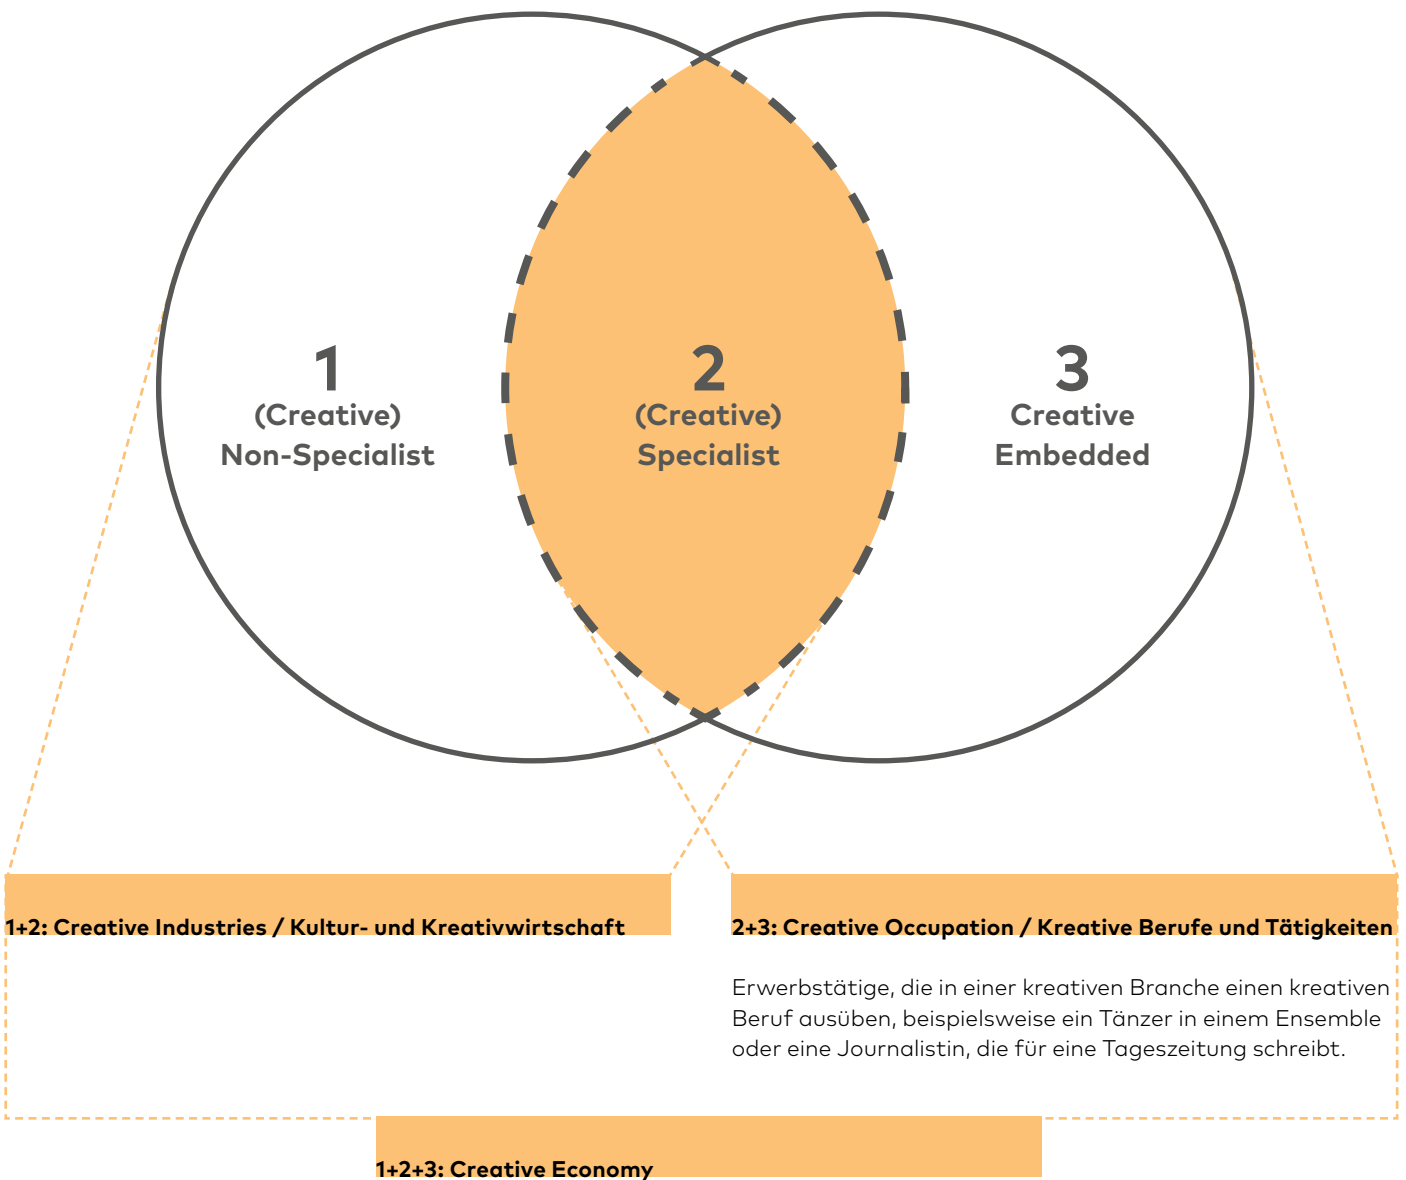 1
(Creative)
Non-Specialist
2
(Creative)
Specialist
3
Creative
Embedded
1+2: Creative Industries / Kultur- und Kreativwirtschaft
2+3: Creative Occupation / Kreative Berufe und Tätigkeiten
Erwerbstätige, die in einer kreativen Branche einen kreativen
Beruf ausüben, beispielsweise ein Tänzer in einem Ensemble
oder eine Journalistin, die für eine Tageszeitung schreibt.
1+2+3: Creative Economy